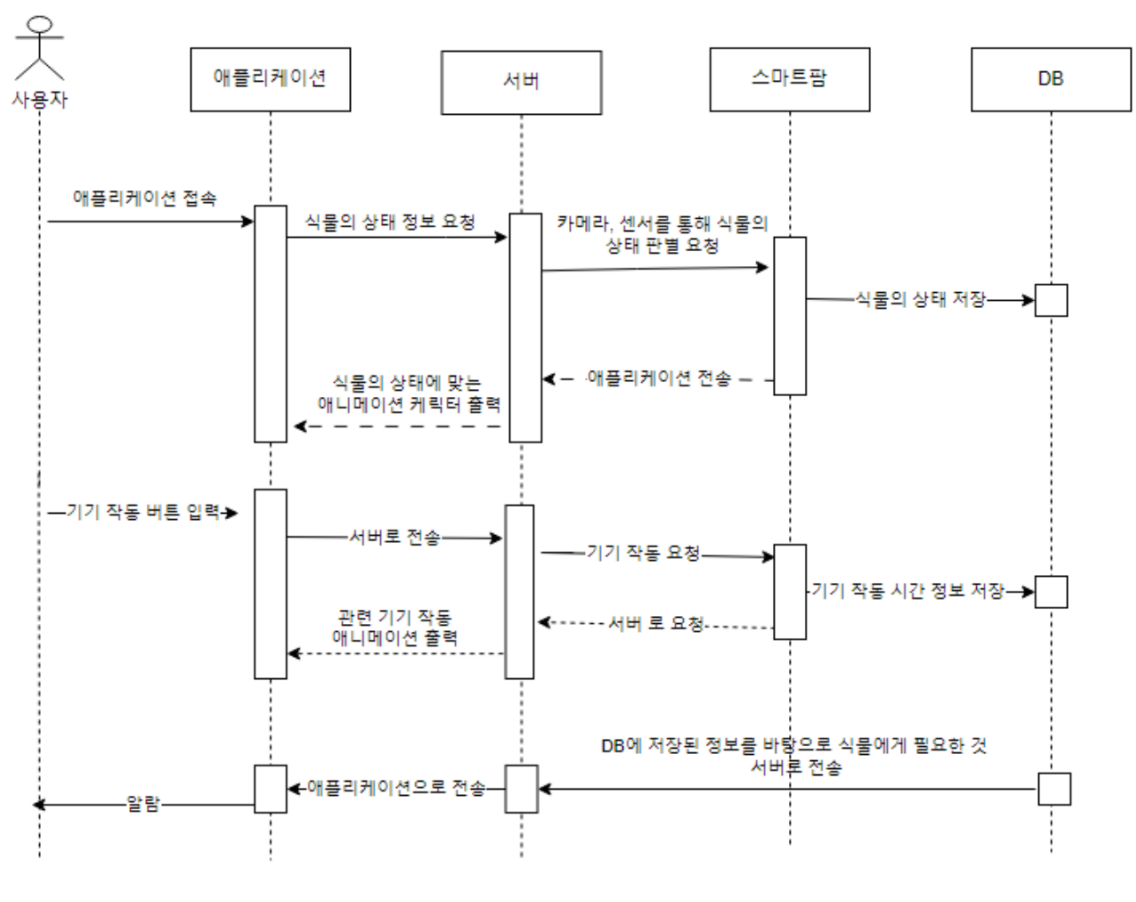 사용자
애플리케이션
서버
스마트팜
DB
애플리케이션 접속
식물의 상태 정보 요청
카메라, 센서를 통해 식물의
상태 판별 요청
식물의 상태 저장
애플리케이션 전송
식물의 상태에 맞는
애니메이션 케릭터 출력
기기 작동 버튼 입력
서버로 전송
기기 작동 요청
기기 작동 시간 정보 저장
서버 로 요청
관련 기기 작동
애니메이션 출력
DB에 저장된 정보를 바탕으로 식물에게 필요한 것
서버로 전송
애플리케이션으로 전송
알람